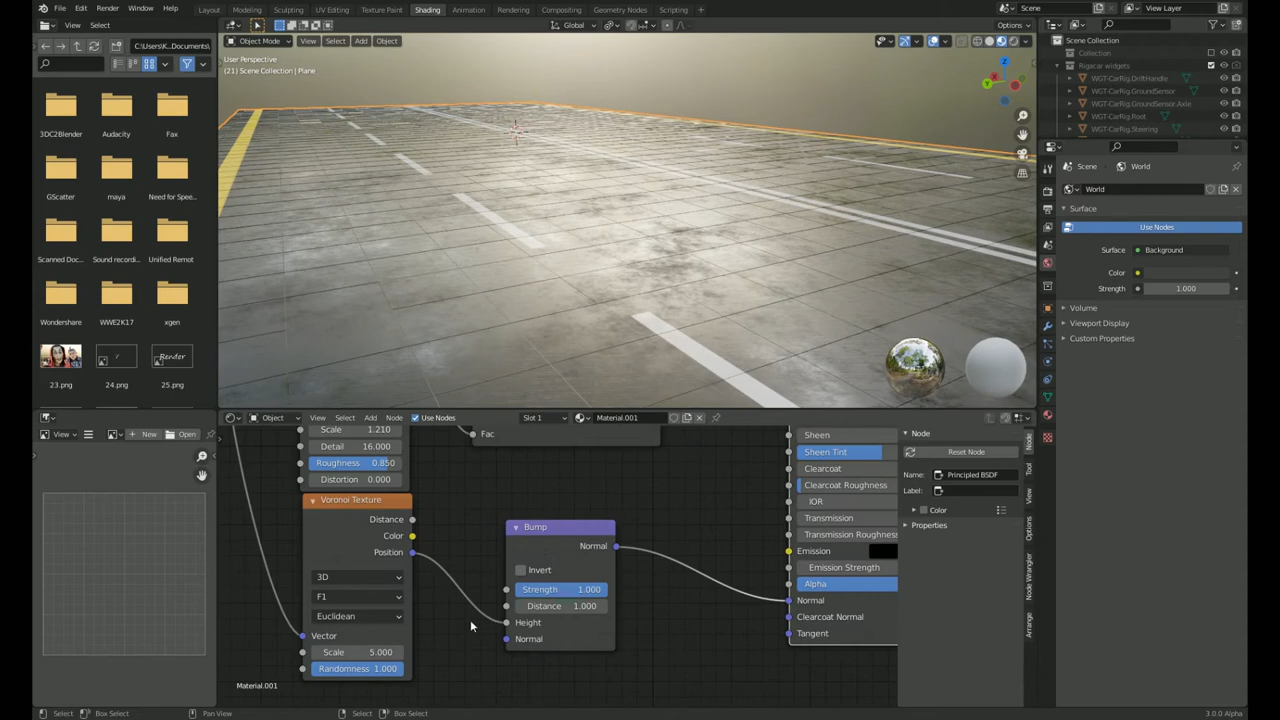 File Edit Render Window Help Layout Modeling Sculpting UV Editing Texture Paint Shading Animation Rendering Compositing Geometry Nodes Scripting + Scene View Layer
View Select Global Options
C:\Users\K...Documents\ Object Mode View Select Add Object Scene Collection
Collection
Rigacar widgets
User Perspective
(21) Scene Collection | Plane
WGT-CarRig.DriftHandle
WGT-CarRig.GroundSensor
WGT-CarRig.GroundSensor.Axle
WGT-CarRig.Root
WGT-CarRig.Steering
Z
X
Y
3DC2Blender Audacity Fax
GScatter maya Need for Spee..
Scanned Doc... Sound recordi... Unified Remot
Wondershare WWE2K17 xgen
Render
23.png 24.png 25.png
Scene World
World
Surface
Use Nodes
Surface Background
Color
Strength 1.000
Volume
Viewport Display
Custom Properties
View New Open
Object View Select Add Node Use Nodes Slot 1 Material.001
Scale 1.210
Detail 16.000
Roughness 0.850
Distortion 0.000
Fac
Voronoi Texture
Distance
Color
Position
3D
F1
Euclidean
Vector
Scale 5.000
Randomness 1.000
Bump
Normal
Invert
Strength 1.000
Distance 1.000
Height
Normal
Sheen
Sheen Tint
Clearcoat
Clearcoat Roughness
IOR
Transmission
Transmission Roughness
Emission
Emission Strength
Alpha
Normal
Clearcoat Normal
Tangent
Node
Reset Node
Name: Principled BSDF
Label:
Color
Properties
Node
Tool
View
Options
Node Wrangler
Arrange
Material.001
Select Box Select Pan View Select Box Select 3.0.0 Alpha